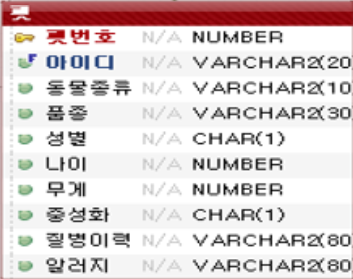 펫
펫번호 N/A NUMBER
아이디 N/A VARCHAR2(20)
동물종류 N/A VARCHAR2(10
품종 N/A VARCHAR2(30)
성별 N/A CHAR(1)
나이 N/A NUMBER
무게 N/A NUMBER
중성화 N/A CHAR(1)
질병이력 N/A VARCHAR2(80
알러지 N/A VARCHAR2(80